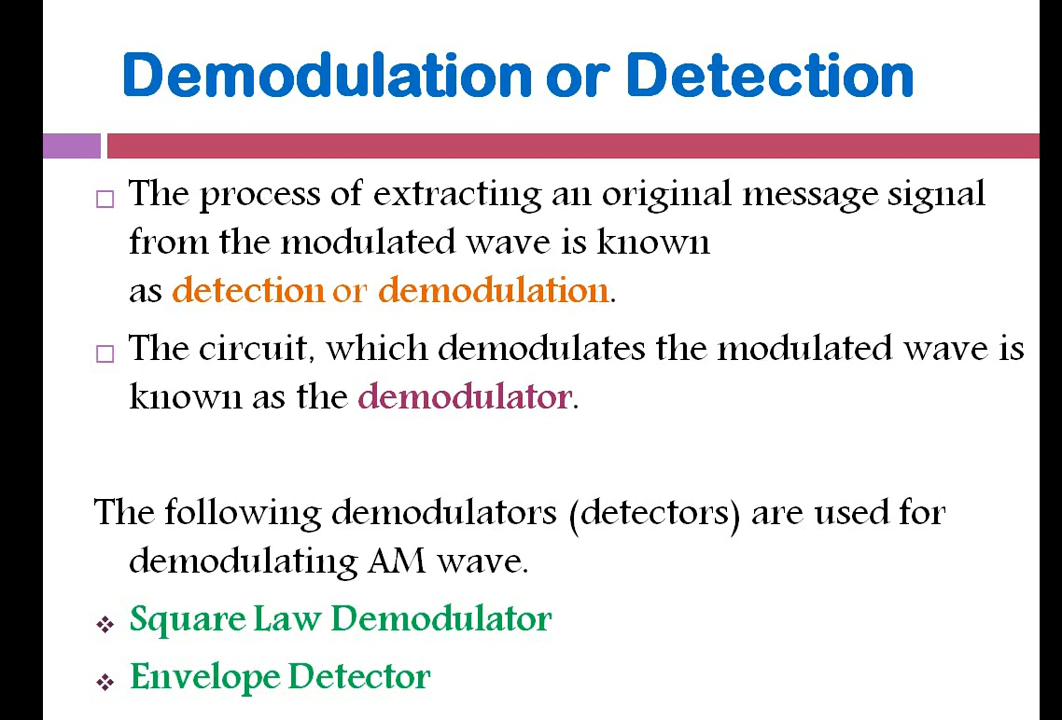 Demodulation or Detection
The process of extracting an original message signal
from the modulated wave is known
as detection or demodulation.
The circuit, which demodulates the modulated wave is
known as the demodulator.
The following demodulators (detectors) are used for
demodulating AM wave.
Square Law Demodulator
Envelope Detector